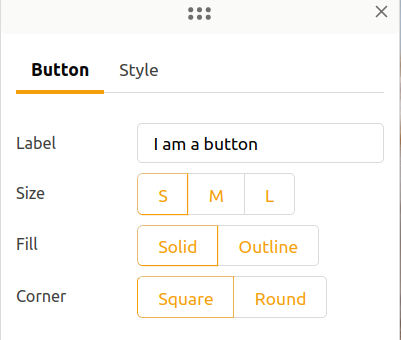 Button Style
Label I am a button
Size S M L
Fill Solid Outline
Corner Square Round